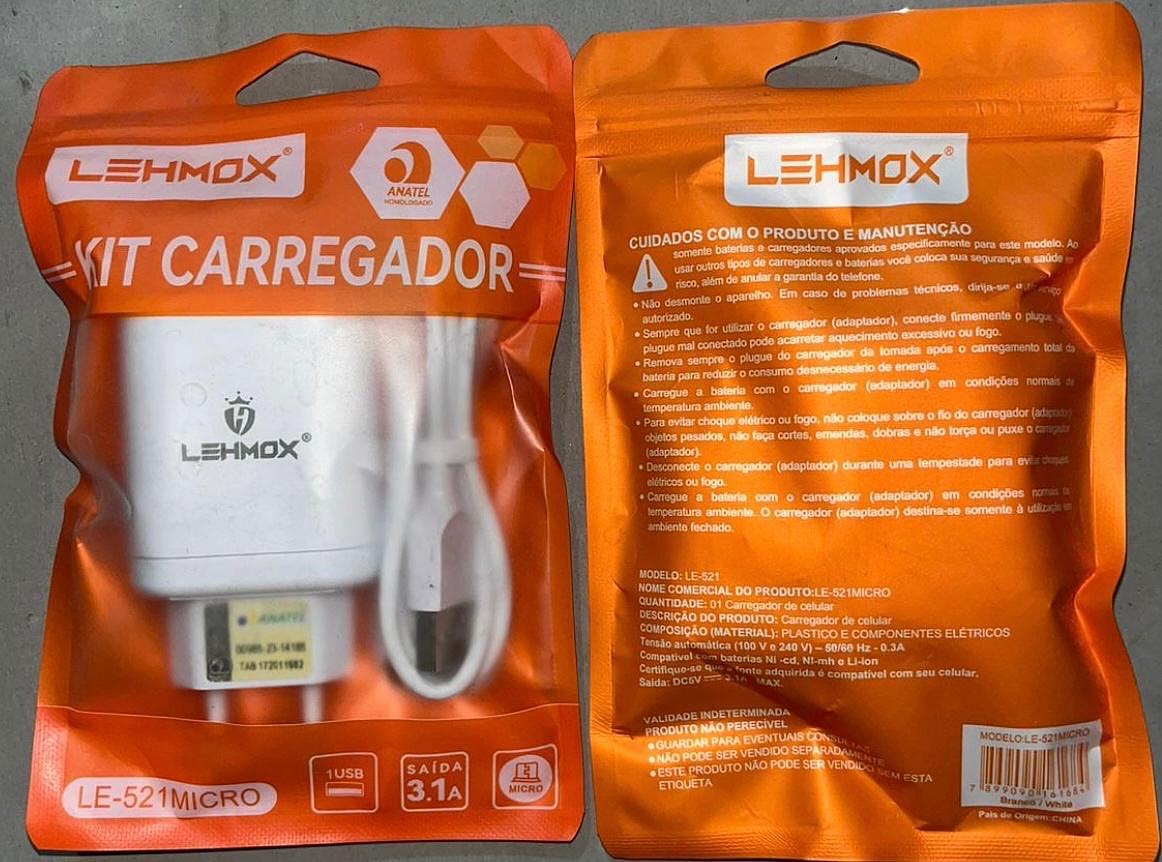 LEHMOX®
ANATEL
HOMOLOGADO
KIT CARREGADOR
LEHMOX®
ANATEL
00985-23-14185
TAB 172011682
LE-521MICRO
1USB
SAÍDA
3.1A
MICRO
LEHMOX®
CUIDADOS COM O PRODUTO E MANUTENÇÃO
somente baterias e carregadores aprovados especificamente para este modelo. Ao
usar outros tipos de carregadores e baterias você coloca sua segurança e saúde
risco, além de anular a garantia do telefone.
• Não desmonte o aparelho. Em caso de problemas técnicos, dirija-se
autorizado.
• Sempre que for utilizar o carregador (adaptador), conecte firmemente o plugue,
plugue mal conectado pode acarretar aquecimento excessivo ou fogo.
• Remova sempre o plugue do carregador da tomada após o carregamento total da
bateria para reduzir o consumo desnecessário de energia.
• Carregue a bateria com o carregador (adaptador) em condições normais de
temperatura ambiente.
• Para evitar choque elétrico ou fogo, não coloque sobre o fio do carregador (adaptador)
objetos pesados, não faça cortes, emendas, dobras e não torça ou puxe o carregador
(adaptador).
• Desconecte o carregador (adaptador) durante uma tempestade para evitar choques
elétricos ou fogo.
• Carregue a bateria com o carregador (adaptador) em condições normais de
temperatura ambiente. O carregador (adaptador) destina-se somente à utilização em
ambiente fechado.
MODELO: LE-521
NOME COMERCIAL DO PRODUTO:LE-521MICRO
QUANTIDADE: 01 Carregador de celular
DESCRIÇÃO DO PRODUTO: Carregador de celular
COMPOSIÇÃO (MATERIAL): PLASTICO E COMPONENTES ELÉTRICOS
Tensão automática (100 V e 240 V) – 50/60 Hz - 0.3A
Compatível com baterias Ni -cd, Ni-mh e Li-ion
Certifique-se que a fonte adquirida é compatível com seu celular.
Saída: DC5V 3.1A MAX.
VALIDADE INDETERMINADA
PRODUTO NÃO PERECÍVEL
• GUARDAR PARA EVENTUAIS CONSULTAS
• NÃO PODE SER VENDIDO SEPARADAMENTE
• ESTE PRODUTO NÃO PODE SER VENDIDO SEM ESTA
ETIQUETA
MODELO:LE-521MICRO
7 899090 161684
Branco / White
País de Origem:CHINA